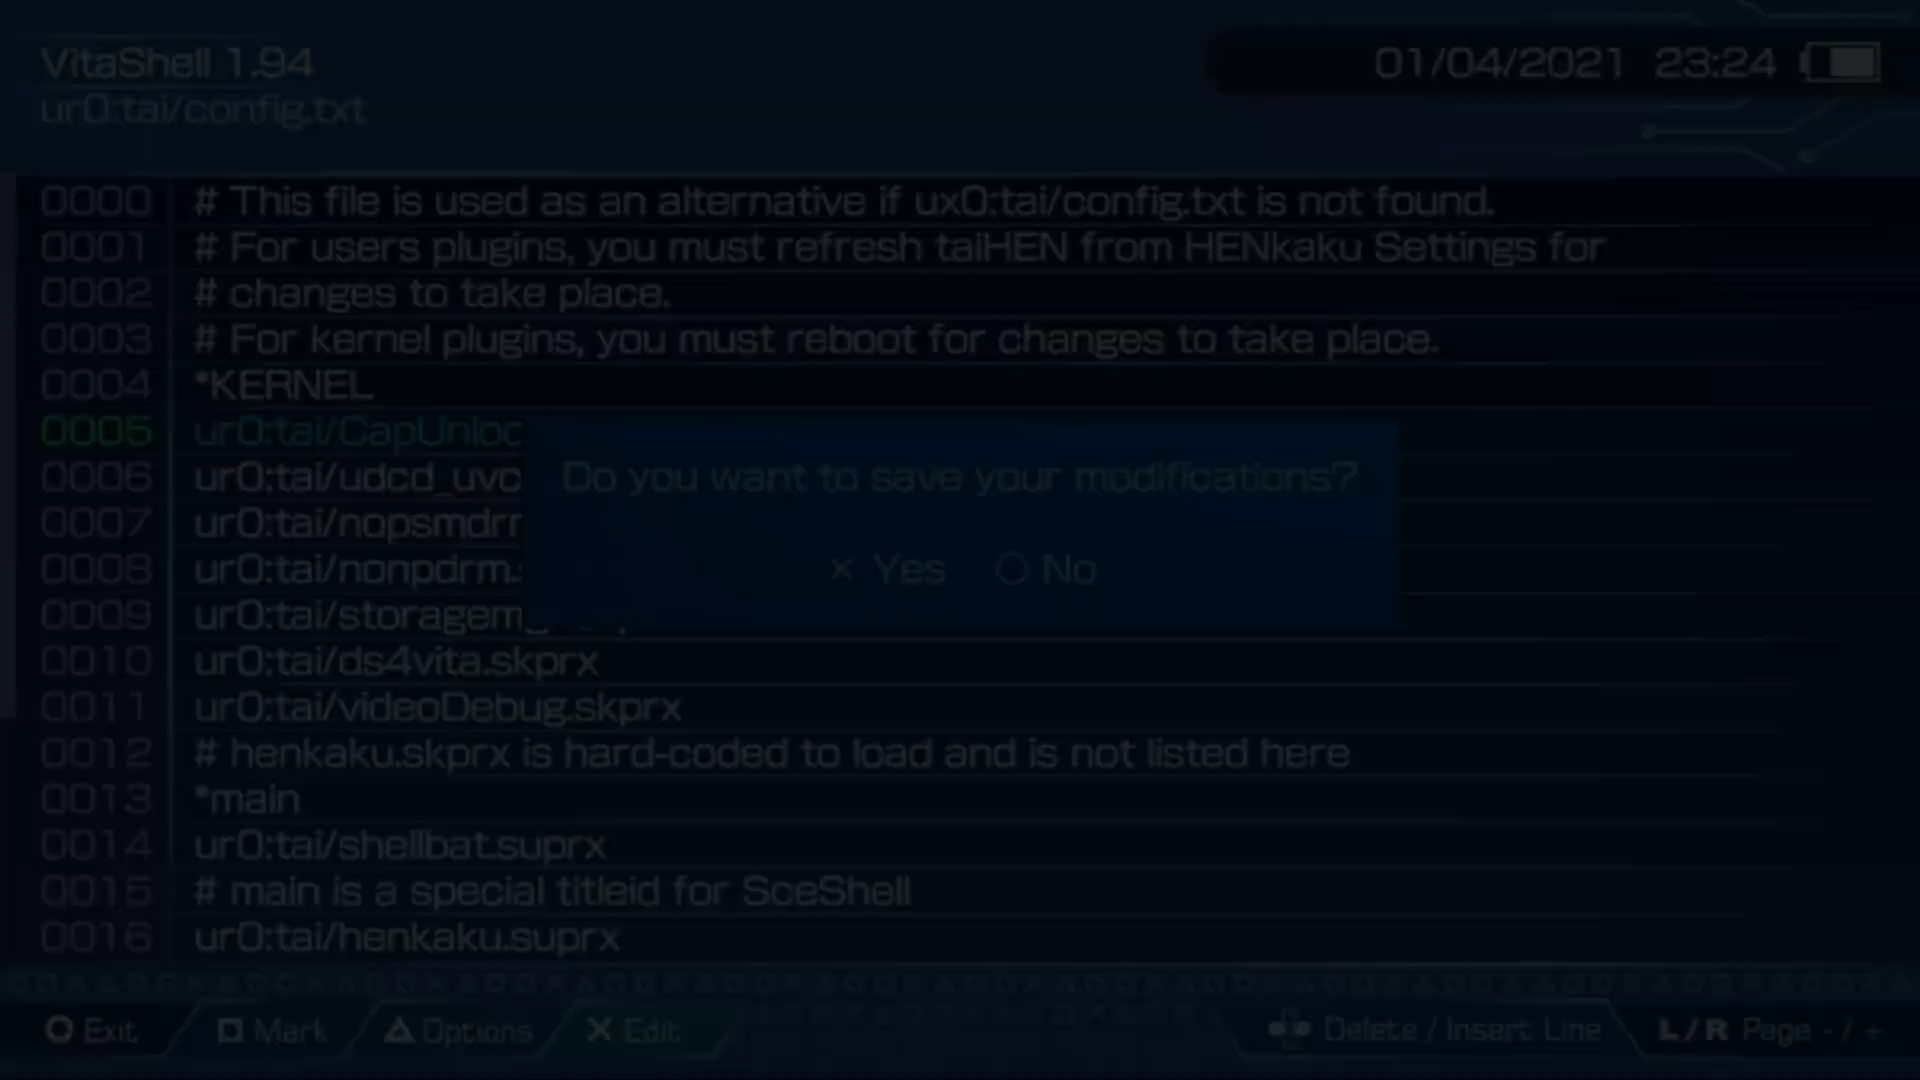 VitaShell 1.94
01/04/2021 23:24
ur0:tai/config.txt
0000 # This file is used as an alternative if ux0:tai/config.txt is not found.
0001 # For users plugins, you must refresh taiHEN from HENkaku Settings for
0002 # changes to take place.
0003 # For kernel plugins, you must reboot for changes to take place.
0004 *KERNEL
0005 ur0:tai/CapUnloc
0006 ur0:tai/udcd_uvc
0007 ur0:tai/nopsmdrr
0008 ur0:tai/nonpdrm.
0009 ur0:tai/storagem
Do you want to save your modifications?
X Yes O No
0010 ur0:tai/ds4vita.skprx
0011 ur0:tai/videoDebug.skprx
0012 # henkaku.skprx is hard-coded to load and is not listed here
0013 *main
0014 ur0:tai/shellbat.suprx
0015 # main is a special titleid for SceShell
0016 ur0:tai/henkaku.suprx
Exit Mark Options Edit Delete / Insert Line L/R Page - / +